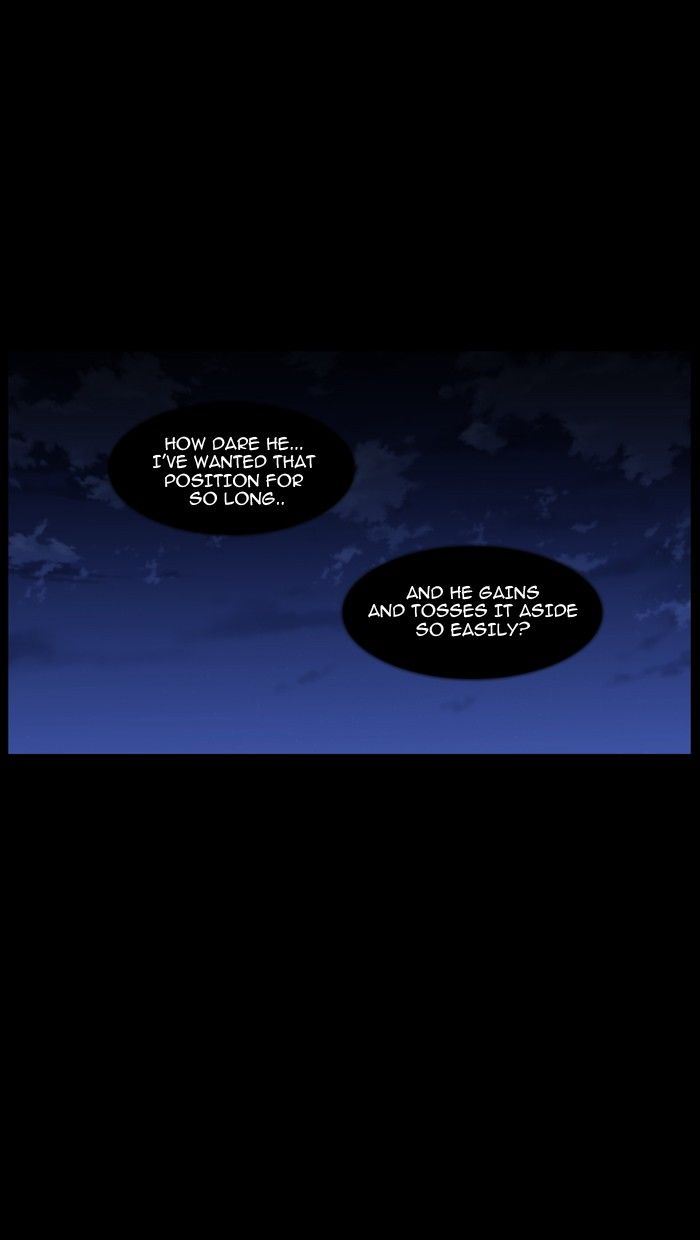 HOW DARE HE...
I'VE WANTED THAT
POSITION FOR
SO LONG..
AND HE GAINS
AND TOSSES IT ASIDE
SO EASILY?